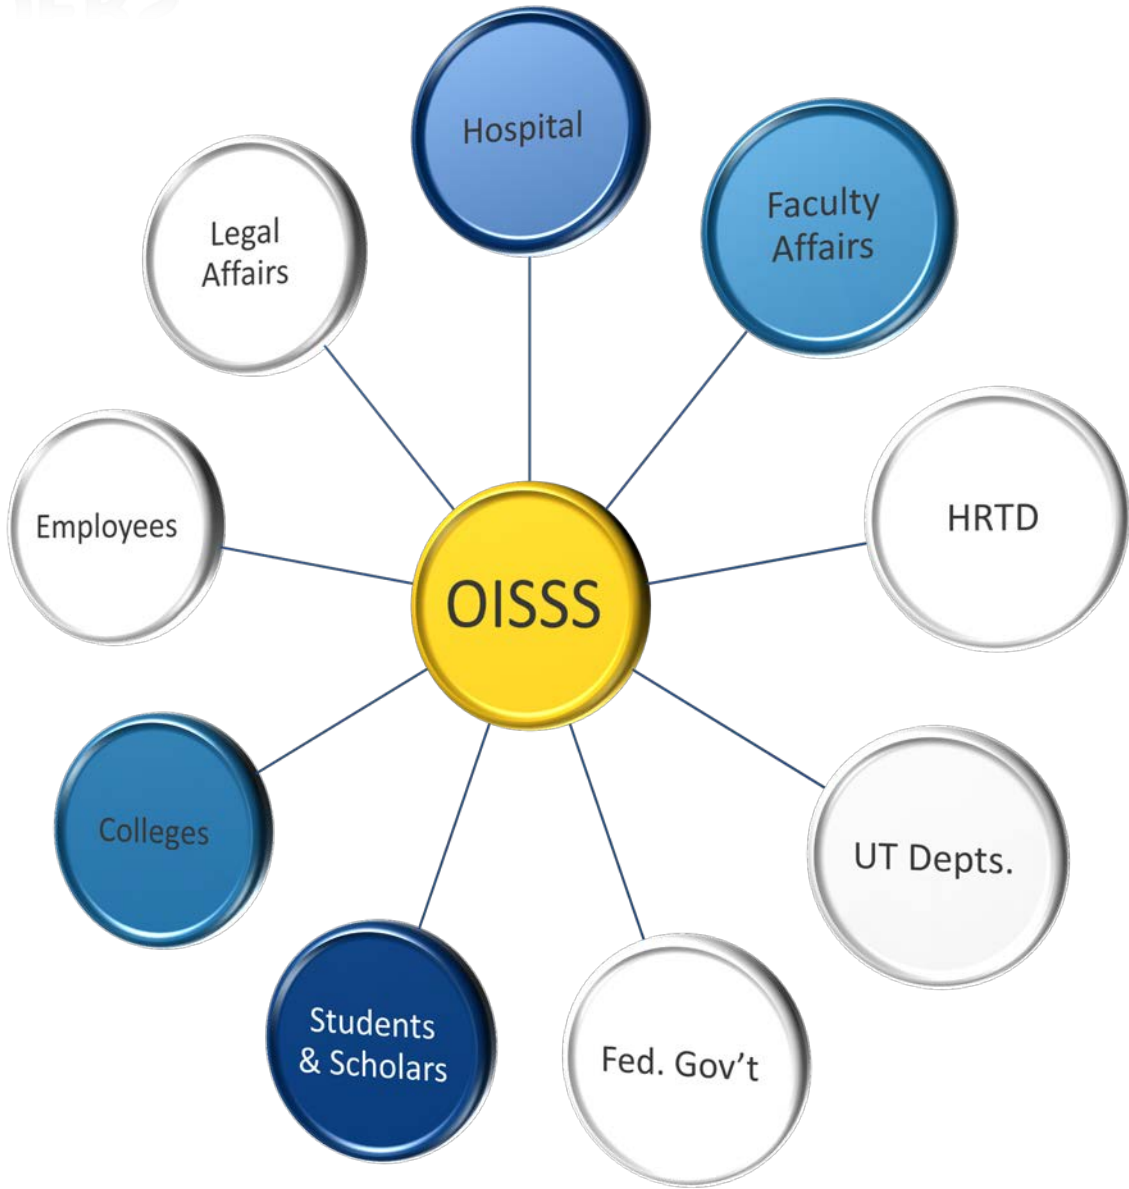 Hospital
Faculty
Affairs
Legal
Affairs
HRTD
Employees
OISSS
UT Depts.
Colleges
Students
& Scholars
Fed. Gov’t